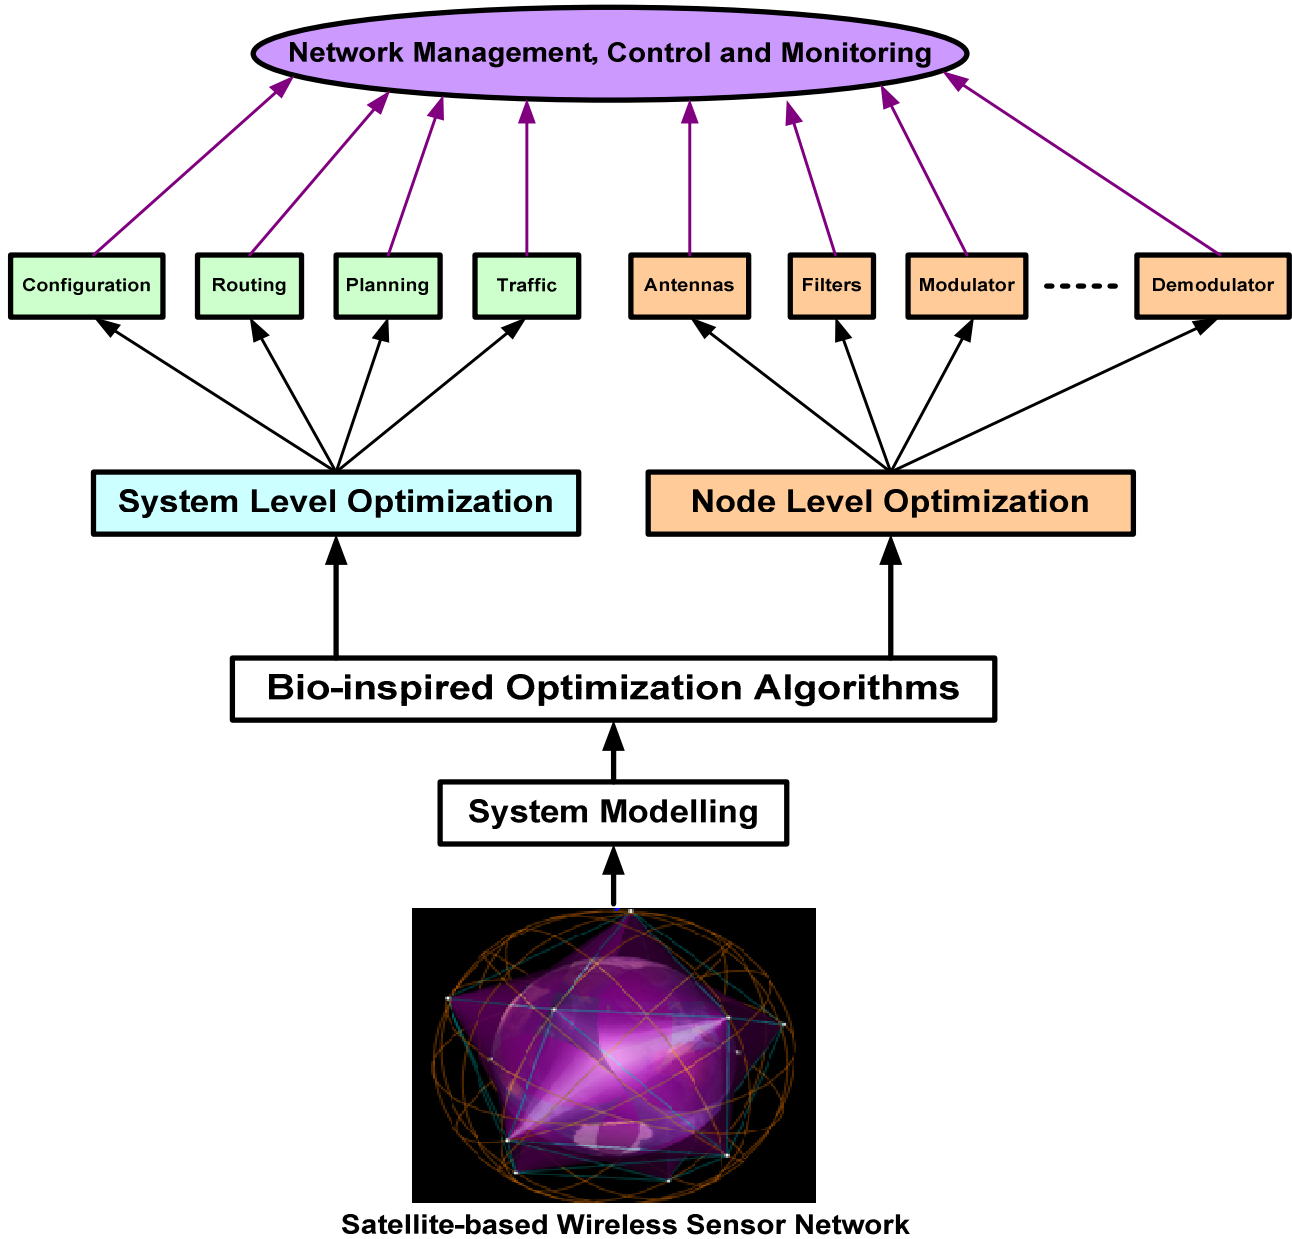 Network Management, Control and Monitoring
Configuration
Routing
Planning
Traffic
Antennas
Filters
Modulator
Demodulator
System Level Optimization
Node Level Optimization
Bio-inspired Optimization Algorithms
System Modelling
Satellite-based Wireless Sensor Network